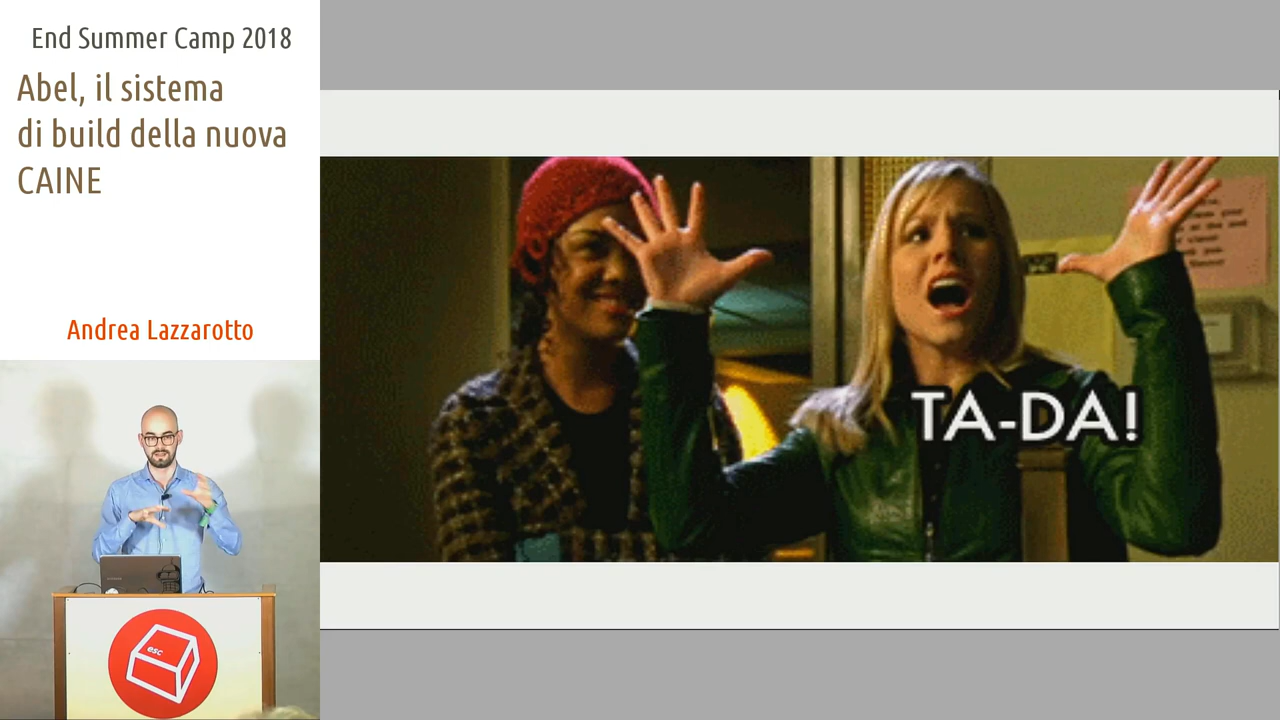 End Summer Camp 2018
Abel, il sistema
di build della nuova
CAINE
Andrea Lazzarotto
TA-DA!
esc